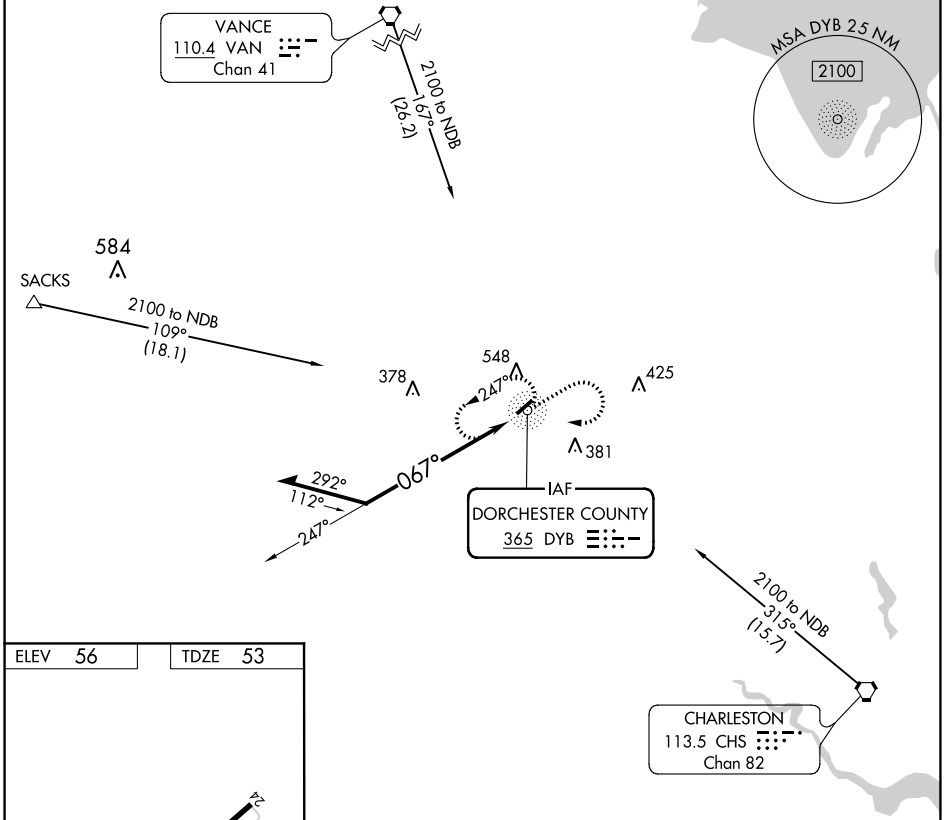 VANCE
110.4 VAN
Chan 41
2100 to NDB
167°
(26.2)
MSA DYB 25 NM
2100
584
SACKS
2100 to NDB
109°
(18.1)
378
548
425
247°
381
067°
292°
112°
247°
IAF
DORCHESTER COUNTY
365 DYB
2100 to NDB
315°
(15.7)
ELEV 56
TDZE 53
CHARLESTON
113.5 CHS
Chan 82
24